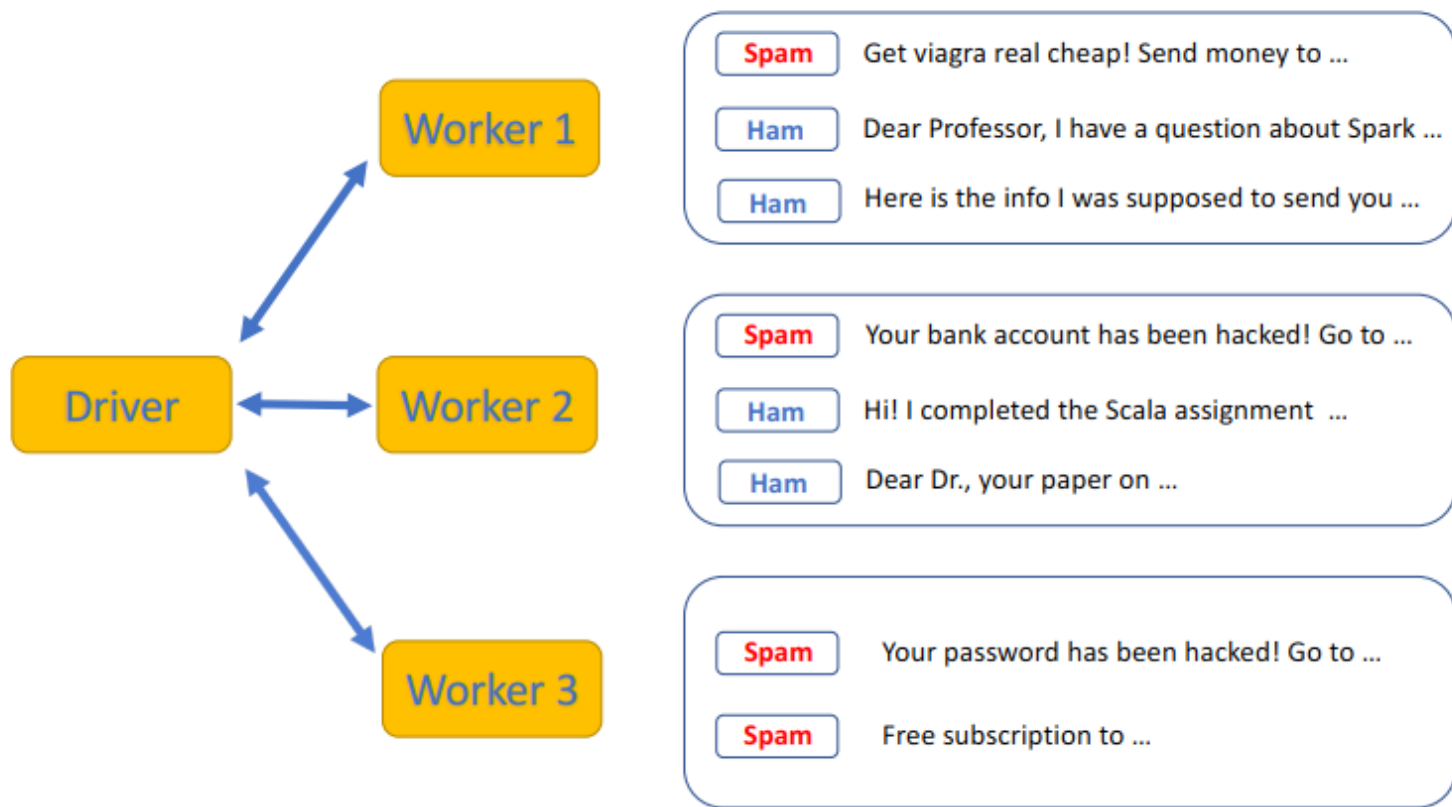 Worker 1
Spam Get viagra real cheap! Send money to ...
Ham Dear Professor, I have a question about Spark ...
Ham Here is the info I was supposed to send you ...
Driver
Worker 2
Spam Your bank account has been hacked! Go to ...
Ham Hi! I completed the Scala assignment ...
Ham Dear Dr., your paper on ...
Worker 3
Spam Your password has been hacked! Go to ...
Spam Free subscription to ...